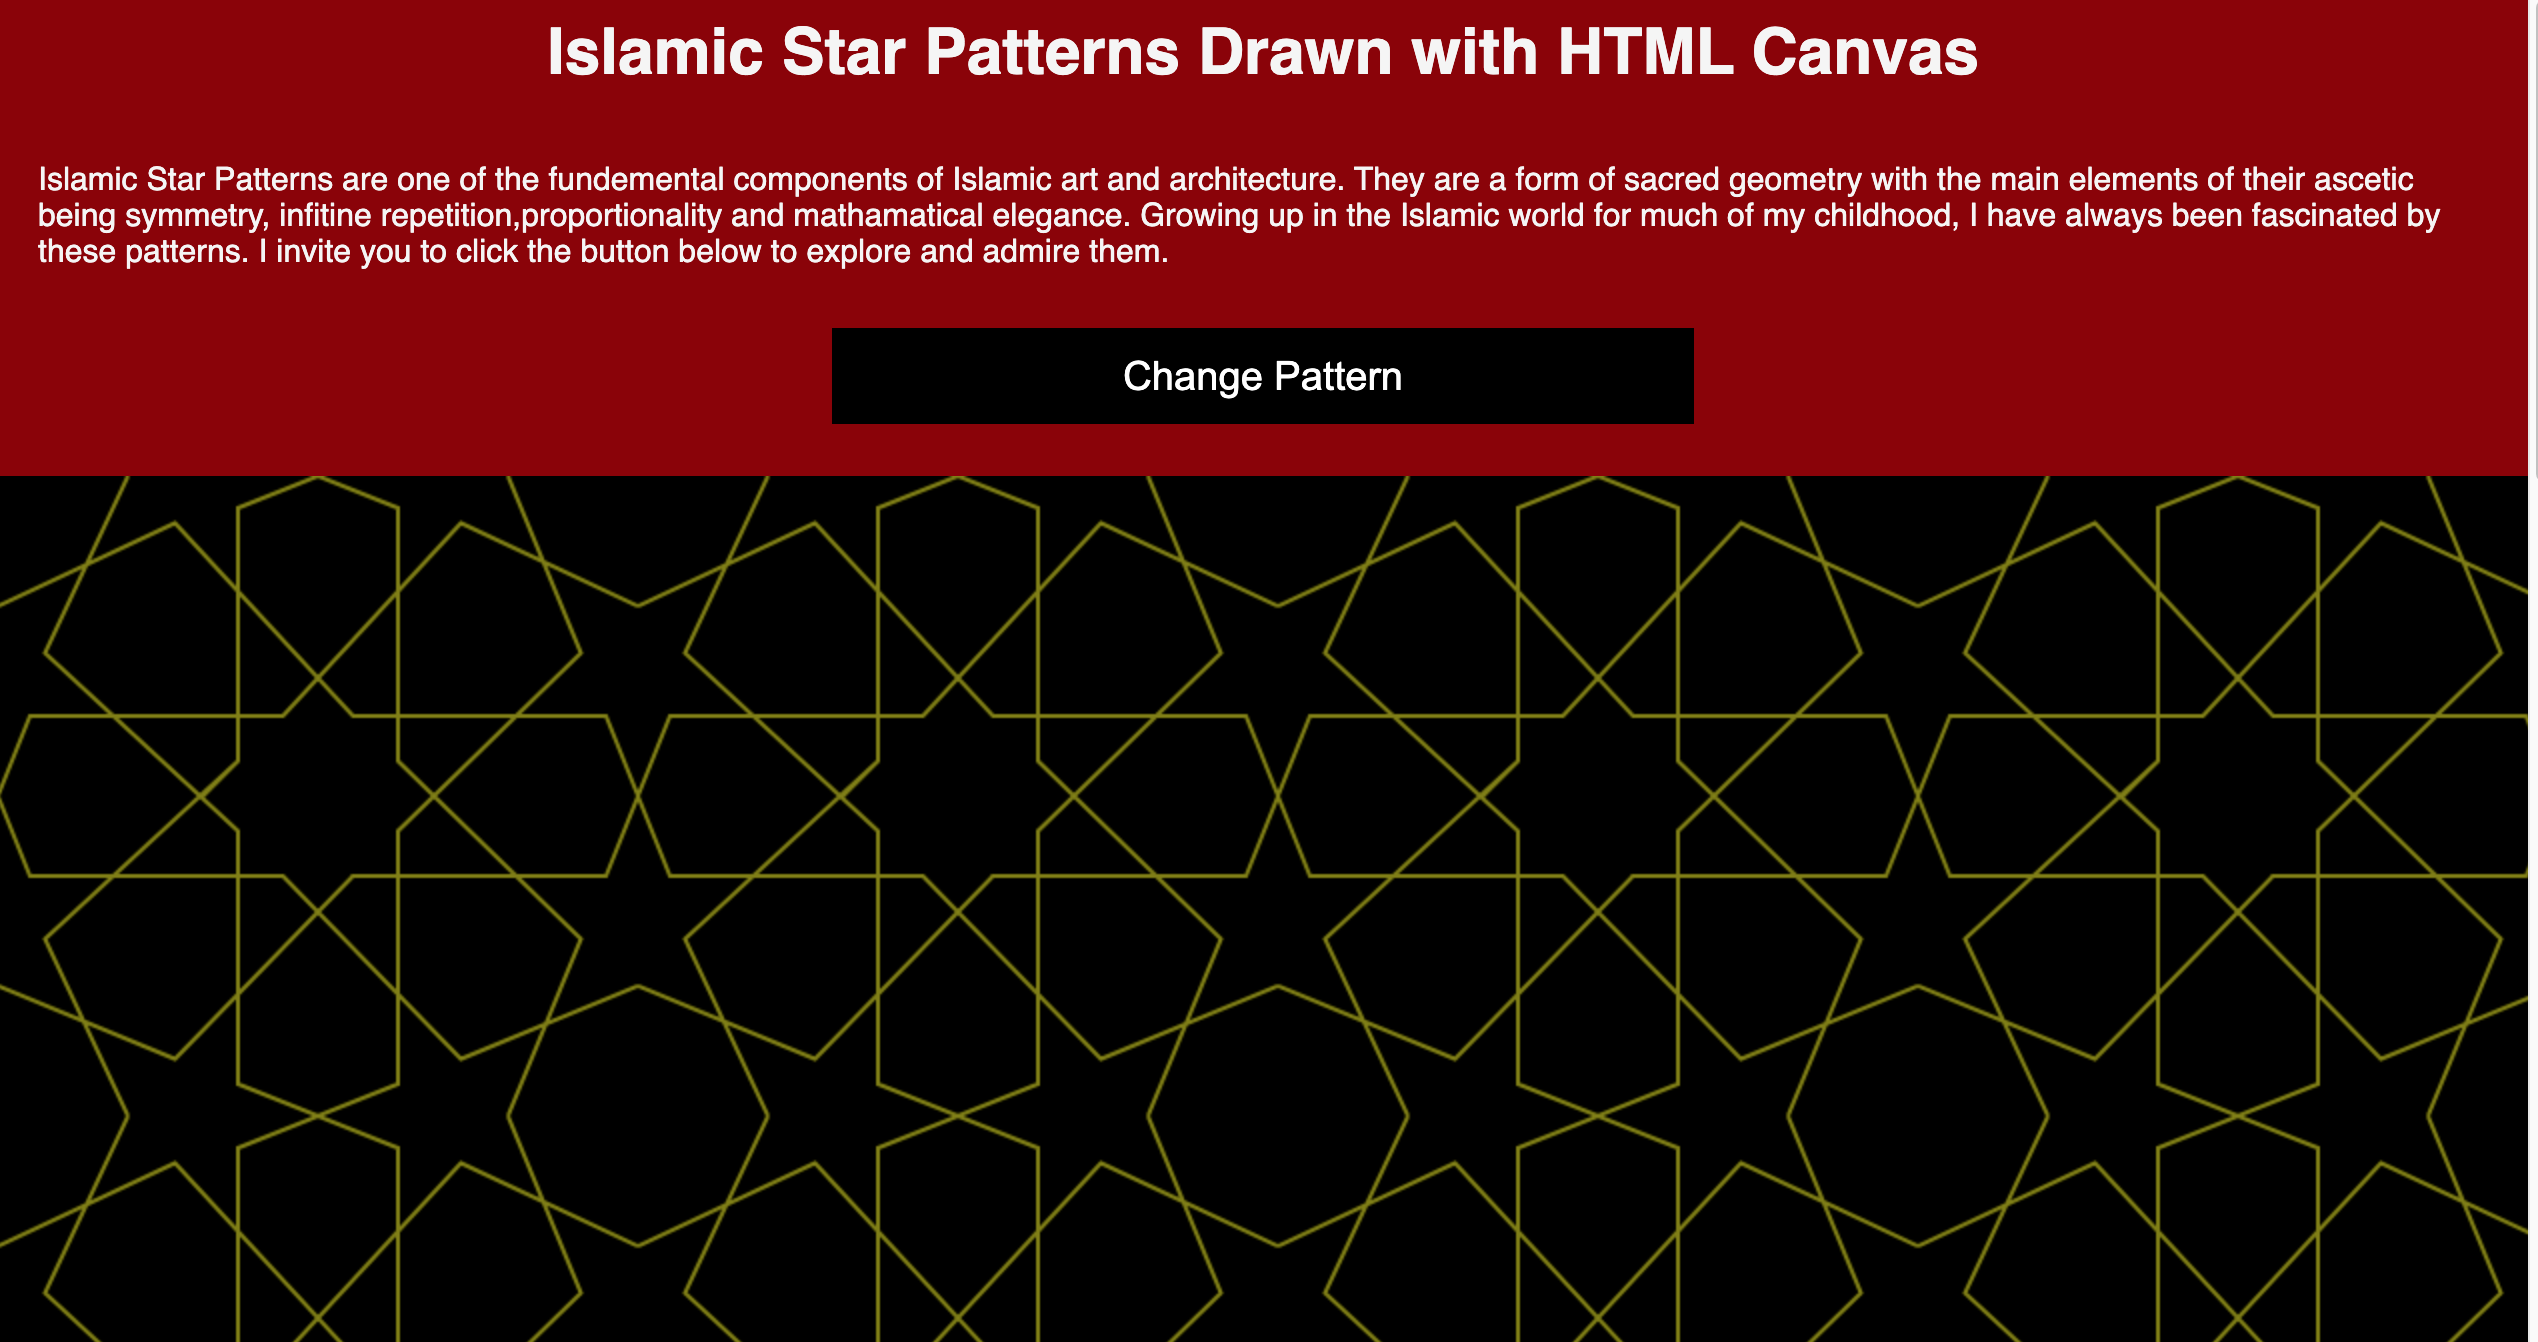 Islamic Star Patterns Drawn with HTML Canvas
Islamic Star Patterns are one of the fundemental components of Islamic art and architecture. They are a form of sacred geometry with the main elements of their ascetic
being symmetry, infitine repetition,proportionality and mathamatical elegance. Growing up in the Islamic world for much of my childhood, I have always been fascinated by
these patterns. I invite you to click the button below to explore and admire them.
Change Pattern